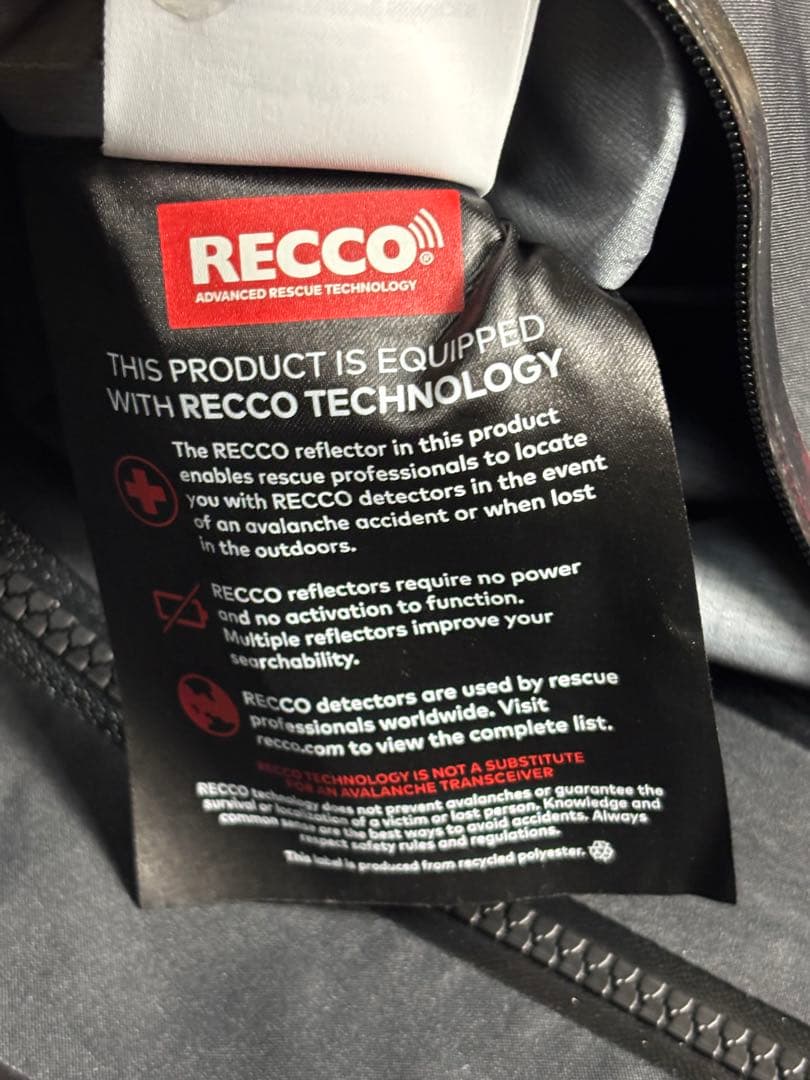 RECCO®
ADVANCED RESCUE TECHNOLOGY
THIS PRODUCT IS EQUIPPED
WITH RECCO TECHNOLOGY
The RECCO reflector in this product
enables rescue professionals to locate
you with RECCO detectors in the event
of an avalanche accident or when lost
in the outdoors.
RECCO reflectors require no power
and no activation to function.
Multiple reflectors improve your
searchability.
RECCO detectors are used by rescue
professionals worldwide. Visit
recco.com to view the complete list.
RECCO TECHNOLOGY IS NOT A SUBSTITUTE
FOR AN AVALANCHE TRANSCEIVER
RECCO technology does not prevent avalanches or guarantee the
survival or localization of a victim or lost person. Knowledge and
common sense are the best ways to avoid accidents. Always
respect safety rules and regulations.
This label is produced from recycled polyester.